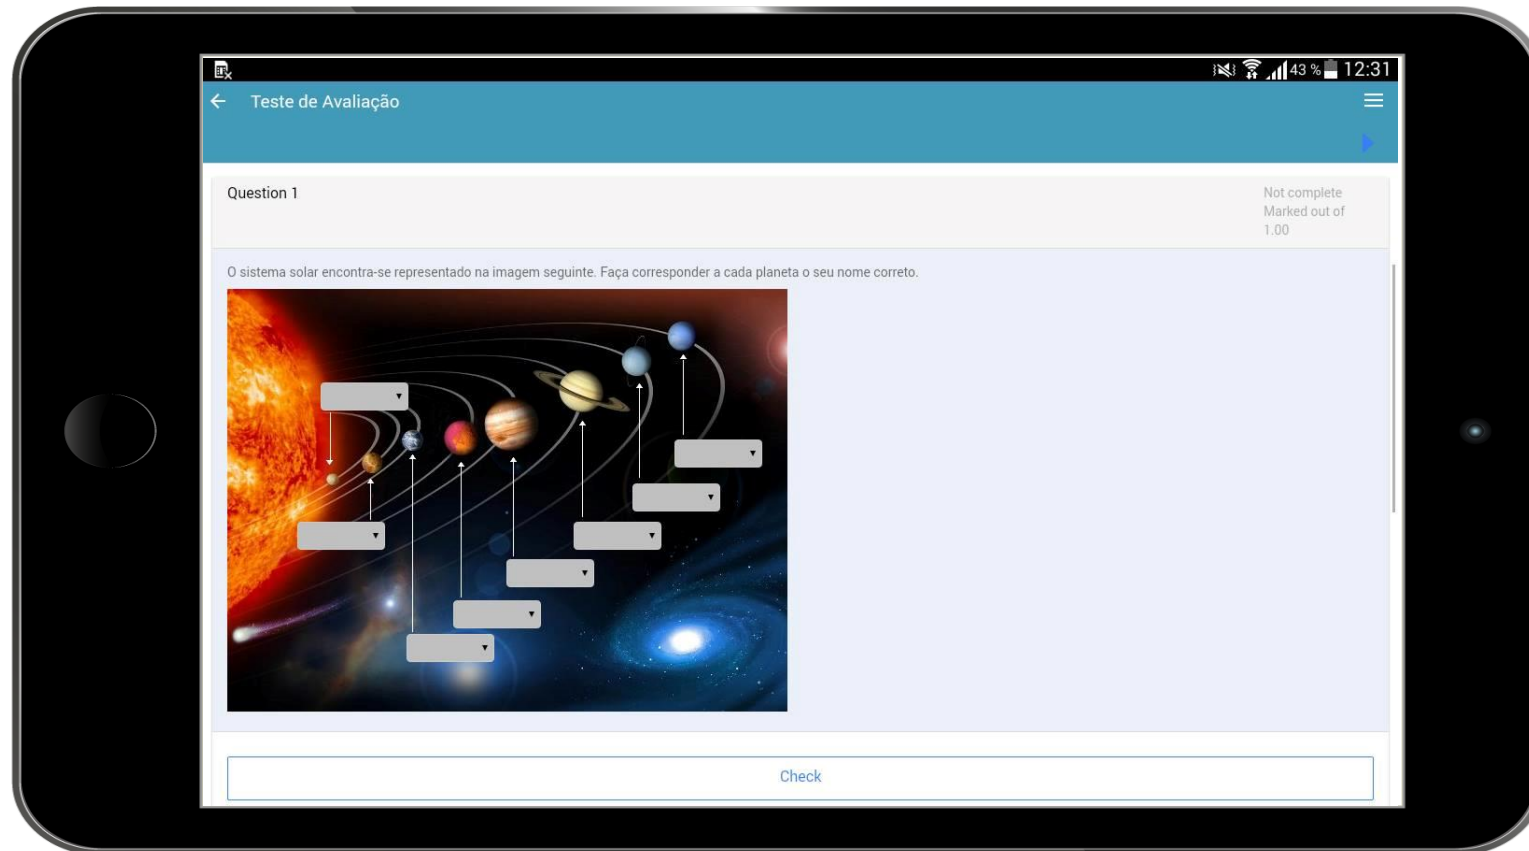 43 % 12:31
Teste de Avaliação
Question 1
Not complete
Marked out of
1.00
O sistema solar encontra-se representado na imagem seguinte. Faça corresponder a cada planeta o seu nome correto.
Check